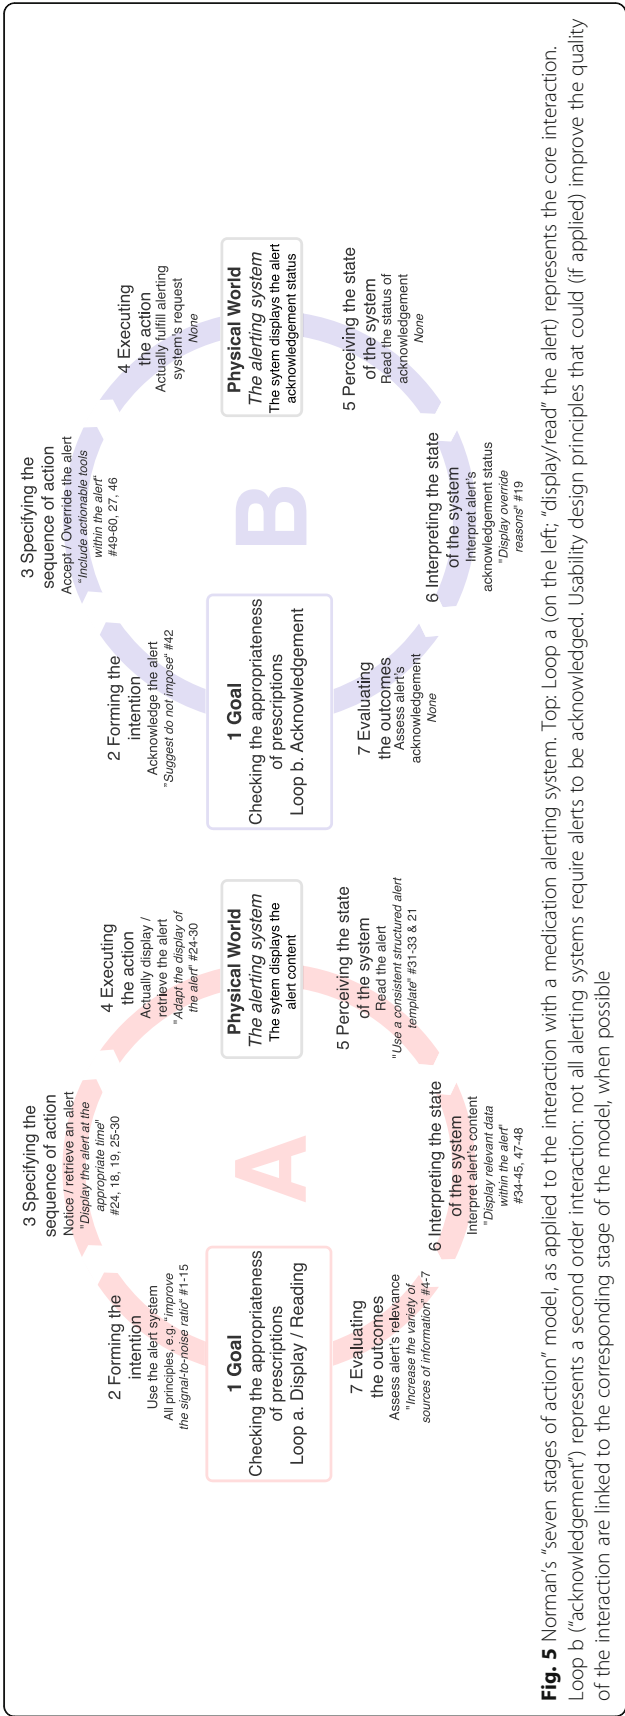 3 Specifying the
sequence of action
Notice / retrieve an alert
"Display the alert at the
appropriate time"
#24, 18, 19, 25-30
2 Forming the
intention
Use the alert system
All principles, e.g. "improve
the signal-to-noise ratio" #1-15
4 Executing
the action
Actually display /
retrieve the alert
"Adapt the display of
the alert" #24-30
1 Goal
Checking the appropriateness
of prescriptions
Loop a. Display / Reading
A
Physical World
The alerting system
The sytem displays the
alert content
7 Evaluating
the outcomes
Assess alert's relevance
"Increase the variety of
sources of information" #4-7
5 Perceiving the state
of the system
Read the alert
"Use a consistent structured alert
template" #31-33 & 21
6 Interpreting the state
of the system
Interpret alert's content
"Display relevant data
within the alert"
#34-45, 47-48
3 Specifying the
sequence of action
Accept / Override the alert
"Include actionable tools
within the alert"
#49-60, 27, 46
2 Forming the
intention
Acknowledge the alert
"Suggest do not impose" #42
4 Executing
the action
Actually fulfill alerting
system's request
None
1 Goal
Checking the appropriateness
of prescriptions
Loop b. Acknowledgement
B
Physical World
The alerting system
The sytem displays the alert
acknowledgement status
7 Evaluating
the outcomes
Assess alert's
acknowledgement
None
5 Perceiving the state
of the system
Read the status of
acknowledgement
None
6 Interpreting the state
of the system
Interpret alert's
acknowledgement status
"Display override
reasons" #19
Fig. 5 Norman's "seven stages of action" model, as applied to the interaction with a medication alerting system. Top: Loop a (on the left; "display/read" the alert) represents the core interaction.
Loop b ("acknowledgement") represents a second order interaction: not all alerting systems require alerts to be acknowledged. Usability design principles that could (if applied) improve the quality
of the interaction are linked to the corresponding stage of the model, when possible